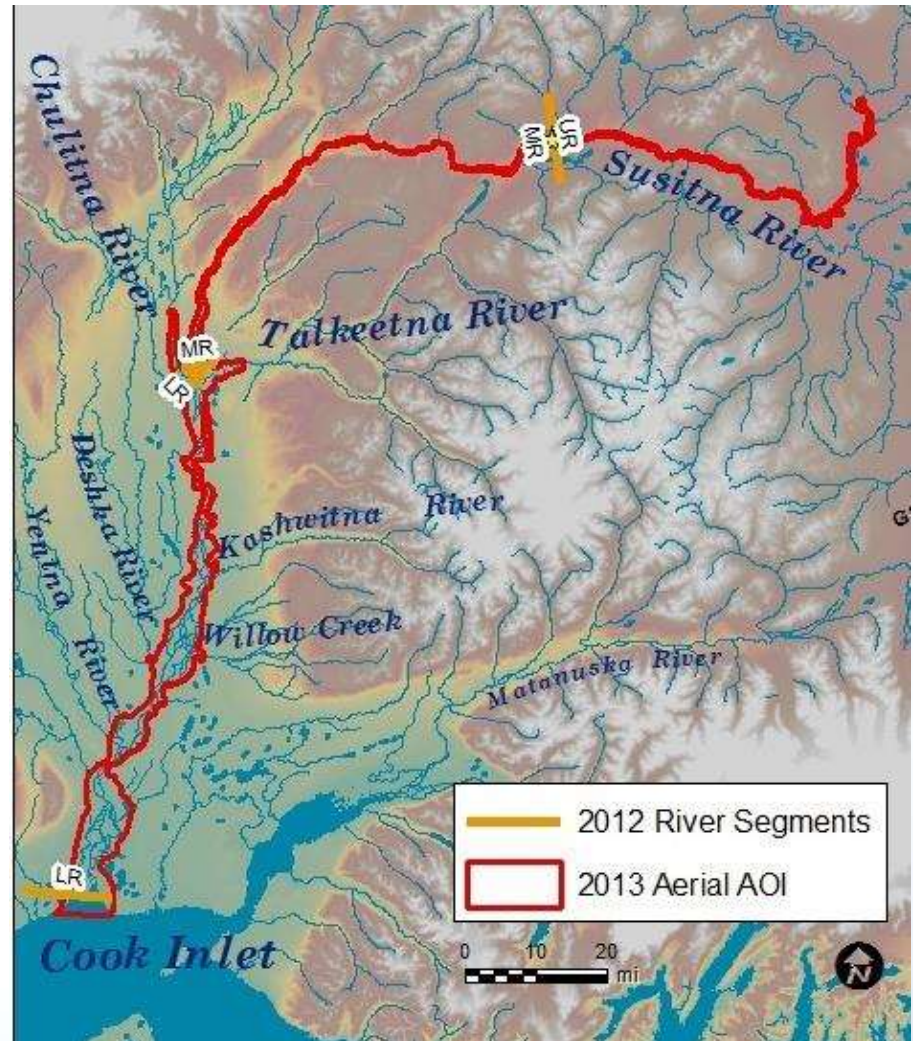 Chulitna River
MR
UR
Susitna River
Talkeetna River
MR
LR
Deshka River
Yentna River
Kashwitna River
Willow Creek
Matanuska River
G
LR
Cook Inlet
2012 River Segments
2013 Aerial AOI
0 10 20
mi
N